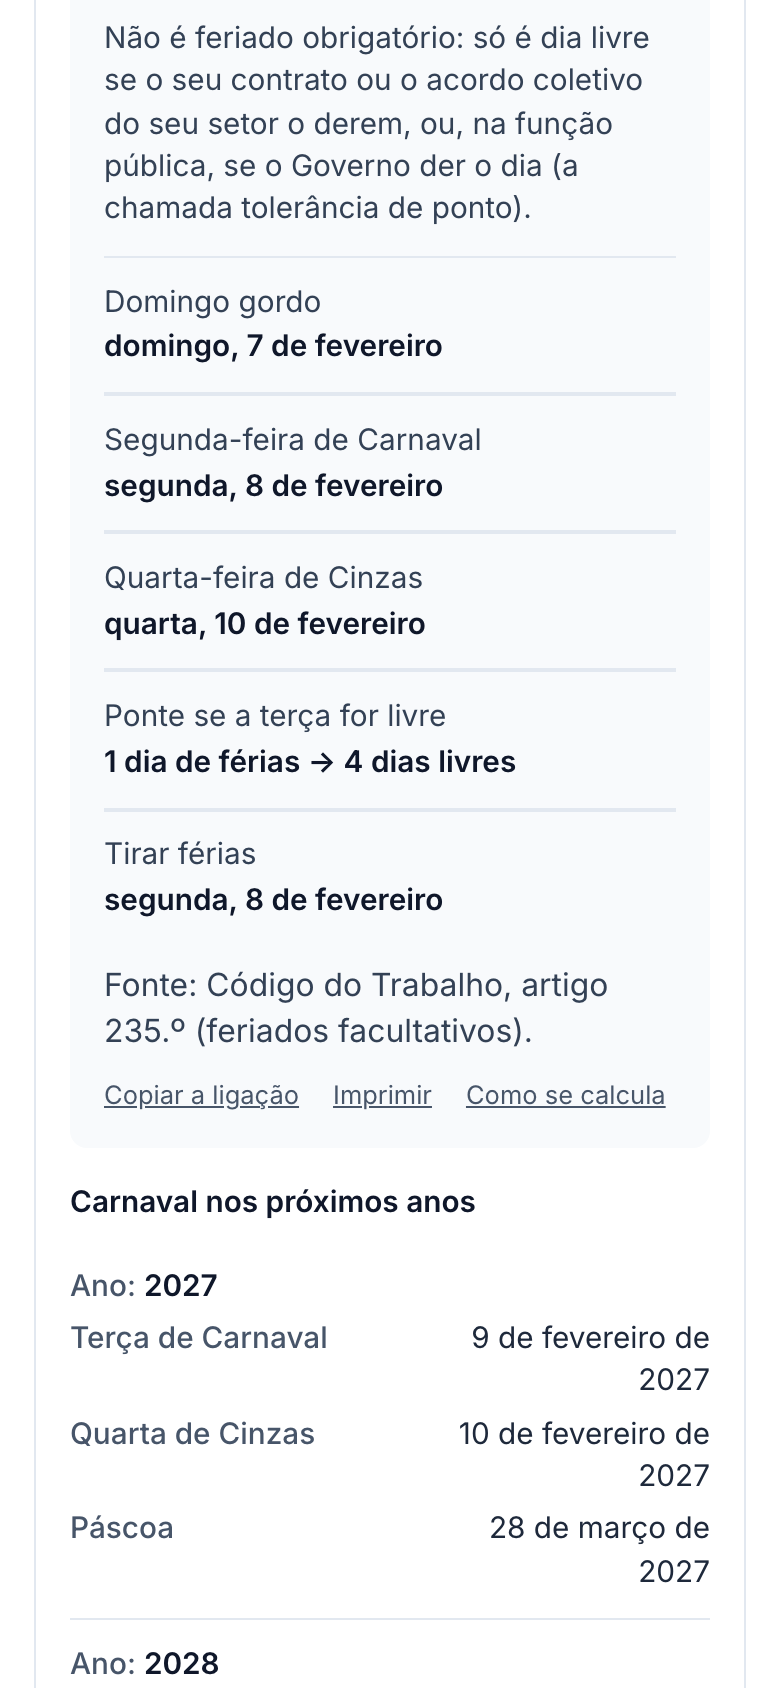 Não é feriado obrigatório: só é dia livre
se o seu contrato ou o acordo coletivo
do seu setor o derem, ou, na função
pública, se o Governo der o dia (a
chamada tolerância de ponto).
Domingo gordo
domingo, 7 de fevereiro
Segunda-feira de Carnaval
segunda, 8 de fevereiro
Quarta-feira de Cinzas
quarta, 10 de fevereiro
Ponte se a terça for livre
1 dia de férias → 4 dias livres
Tirar férias
segunda, 8 de fevereiro
Fonte: Código do Trabalho, artigo
235.º (feriados facultativos).
Copiar a ligação Imprimir Como se calcula
Carnaval nos próximos anos
Ano: 2027
Terça de Carnaval 9 de fevereiro de
2027
Quarta de Cinzas 10 de fevereiro de
2027
Páscoa 28 de março de
2027
Ano: 2028